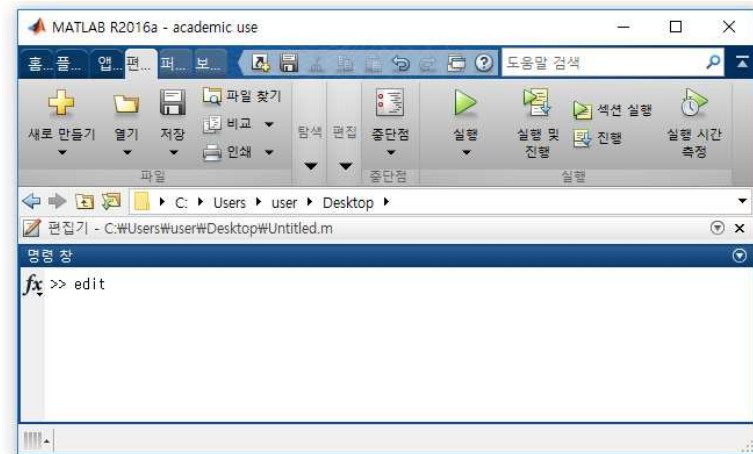 MATLAB R2016a - academic use
홈... 플... 앱... 편... 퍼... 보... 도움말 검색
새로 만들기 열기 저장 파일 찾기 비교 인쇄 탐색 편집 중단점 실행 실행 및 진행 섹션 실행 진행 실행 시간 측정
파일 중단점 실행
C: Users user Desktop
편집기 - C:₩Users₩user₩Desktop₩Untitled.m
명령 창
fx >> edit